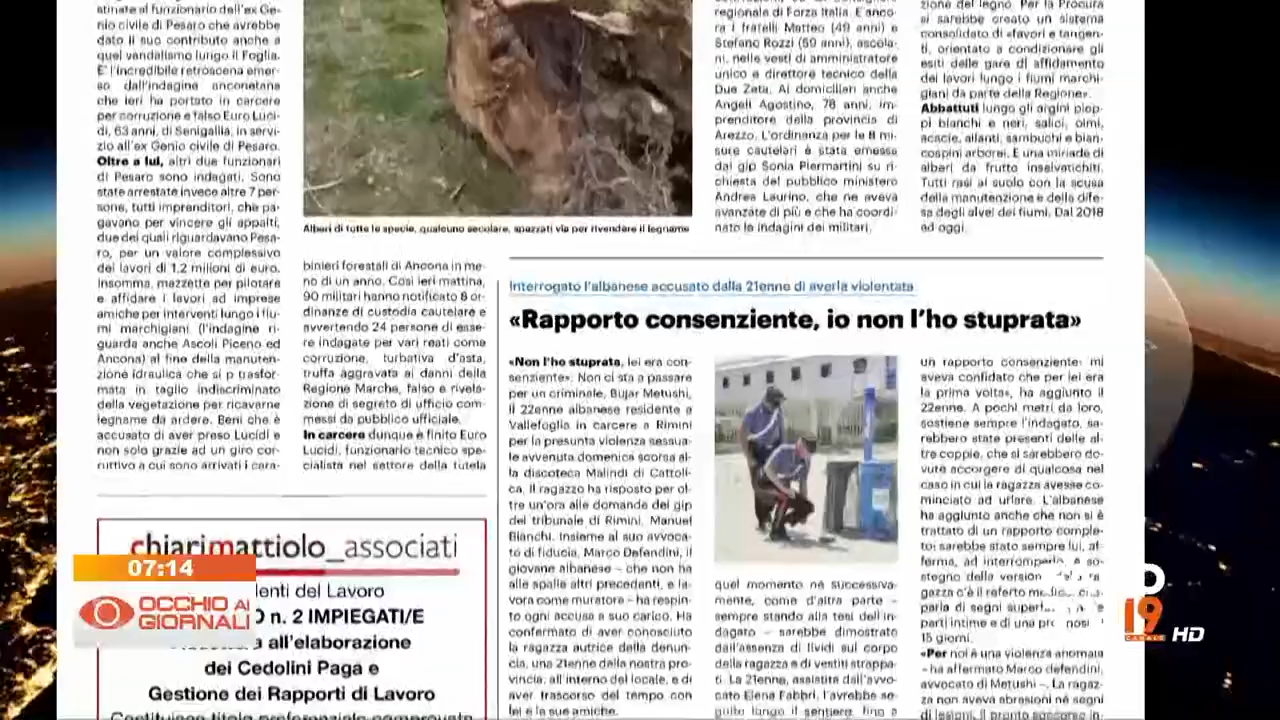 stinate al funzionario dell'ex Ge-
nio civile di Pesaro che avrebbe
dato il suo contributo anche a
quel vandalismo lungo il Foglia.
E' l'incredibile retroscena emer-
so dall'indagine anconetana
che ieri ha portato in carcere
per corruzione e falso Euro Luci-
di, 63 anni, di Senigallia, in servi-
zio all'ex Genio civile di Pesaro.
Oltre a lui, altri due funzionari
di Pesaro sono indagati. Sono
state arrestate invece altre 7 per-
sone, tutti imprenditori, che pa-
gavano per vincere gli appalti,
due dei quali riguardavano Pesa-
ro, per un valore complessivo
dei lavori di 1,2 milioni di euro.
Insomma, mazzette per pilotare
e affidare i lavori ad imprese
amiche per interventi lungo i fiu-
mi marchigiani (l'indagine ri-
guarda anche Ascoli Piceno ed
Ancona) al fine della manuten-
zione idraulica che si p trasfor-
mata in taglio indiscriminato
della vegetazione per ricavarne
legname da ardere. Beni che è
accusato di aver preso Lucidi e
non solo grazie ad un giro cor-
ruttivo a cui sono arrivati i cara-
Alberi di tutte le specie, qualcuno secolare, spazzati via per rivendere il legname
binieri forestali di Ancona in me-
no di un anno. Così ieri mattina,
90 militari hanno notificato 8 or-
dinanze di custodia cautelare e
avvertendo 24 persone di esse-
re indagate per vari reati come
corruzione, turbativa d'asta,
truffa aggravata ai danni della
Regione Marche, falso e rivela-
zione di segreto di ufficio com-
messi da pubblico ufficiale.
In carcere dunque è finito Euro
Lucidi, funzionario tecnico spe-
cialista nel settore della tutela
regionale di Forza Italia. E anco-
ra i fratelli Matteo (49 anni) e
Stefano Rozzi (59 anni), ascola-
ni, nelle vesti di amministratore
unico e direttore tecnico della
Due Zeta. Ai domiciliari anche
Angeli Agostino, 78 anni, im-
prenditore della provincia di
Arezzo. L'ordinanza per le 8 mi-
sure cautelari è stata emessa
dal gip Sonia Piermartini su ri-
chiesta del pubblico ministero
Andrea Laurino, che ne aveva
avanzate di più e che ha coordi-
nato le indagini dei militari.
zione del legno. Per la Procura
si sarebbe creato un sistema
consolidato di «favori e tangen-
ti, orientato a condizionare gli
esiti delle gare di affidamento
dei lavori lungo i fiumi marchi-
giani da parte della Regione».
Abbattuti lungo gli argini piop-
pi bianchi e neri, salici, olmi,
acacie, ailanti, sambuchi e bian-
cospini arborei. E una miriade di
alberi da frutto inselvatichiti.
Tutti rasi al suolo con la scusa
della manutenzione e della dife-
sa degli alvei dei fiumi. Dal 2018
ad oggi.
Interrogato l'albanese accusato dalla 21enne di averla violentata
«Rapporto consenziente, io non l'ho stuprata»
«Non l'ho stuprata, lei era con-
senziente». Non ci sta a passare
per un criminale, Bujar Metushi,
il 22enne albanese residente a
Vallefoglia in carcere a Rimini
per la presunta violenza sessua-
le avvenuta domenica scorsa al-
la discoteca Malindi di Cattoli-
ca. Il ragazzo ha risposto per ol-
tre un'ora alle domande del gip
del tribunale di Rimini, Manuel
Bianchi. Insieme al suo avvoca-
to di fiducia, Marco Defendini, il
giovane albanese – che non ha
alle spalle altri precedenti, e la-
vora come muratore – ha respin-
to ogni accusa a suo carico. Ha
confermato di aver conosciuto
la ragazza autrice della denun-
cia, una 21enne della nostra pro-
vincia, all'interno del locale, e di
aver trascorso del tempo con
lei e la sue amiche.
quel momento né successiva-
mente, come d'altra parte –
sempre stando alla tesi dell'in-
dagato – sarebbe dimostrato
dall'assenza di lividi sul corpo
della ragazza e di vestiti strappa-
ti. La 21enne, assistita dall'avvo-
cato Elena Fabbri, l'avrebbe se-
guito lungo il sentiero, fino a
un rapporto consenziente: mi
aveva confidato che per lei era
la prima volta», ha aggiunto il
22enne. A pochi metri da loro,
sostiene sempre l'indagato, sa-
rebbero state presenti delle al-
tre coppie, che si sarebbero do-
vute accorgere di qualcosa nel
caso in cui la ragazza avesse co-
minciato ad urlare. L'albanese
ha aggiunto anche che non si è
trattato di un rapporto comple-
to: sarebbe stato sempre lui, af-
ferma, ad interromperlo. A so-
stegno della version
gazza c'è il referto
parla di segni
parti intime e di una
15 giorni.
«Per noi è una violenza anomala
– ha affermato Marco defendini,
avvocato di Metushi –. La ragaz-
za non aveva abrasioni né segni
di lesioni. Il pronto soccorso in-
chiarimattiolo_associati
lenti del Lavoro
O n. 2 IMPIEGATI/E
a all'elaborazione
dei Cedolini Paga e
Gestione dei Rapporti di Lavoro
Costituisce titolo preferenziale comprovata
07:14
OCCHIO AI
GIORNALI
19
CANALE HD